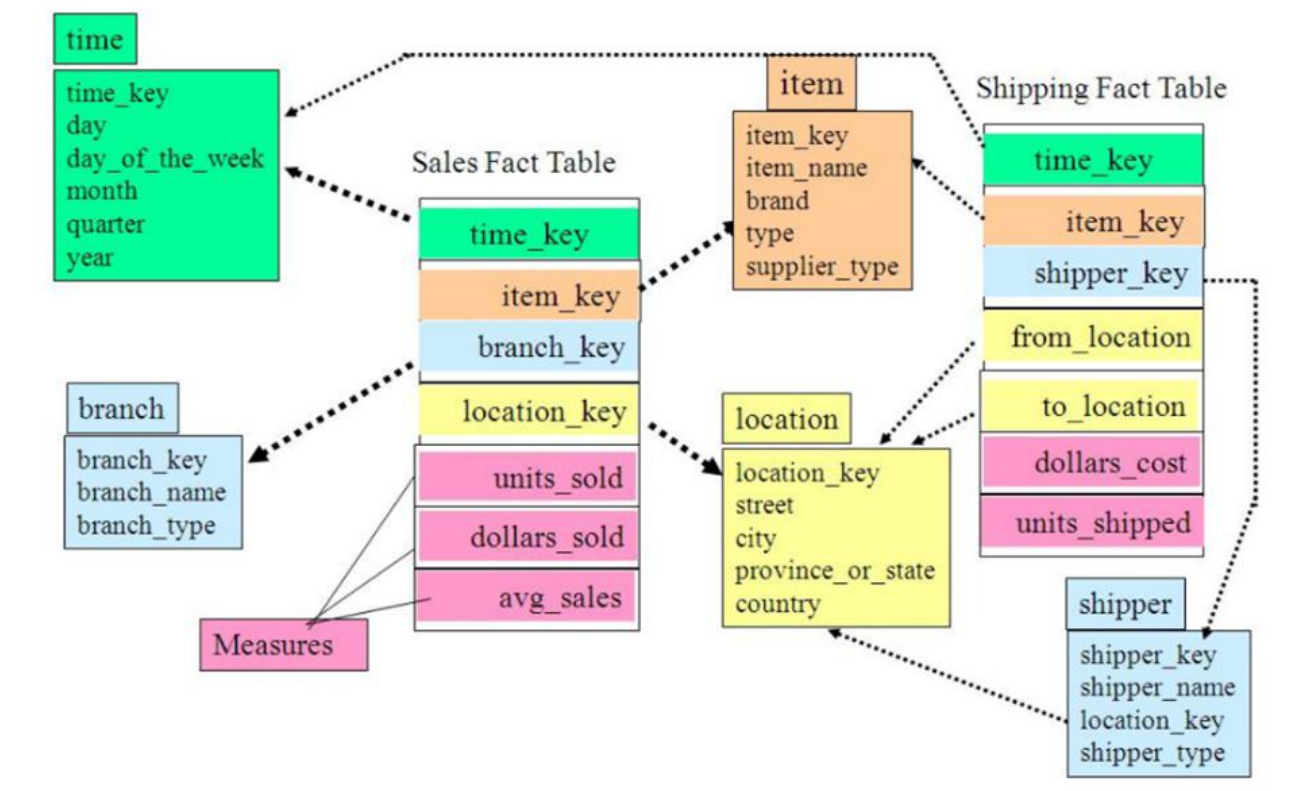 time
time_key
day
day_of_the_week
month
quarter
year
Sales Fact Table
time_key
item_key
branch_key
location_key
units_sold
dollars_sold
avg_sales
Measures
branch
branch_key
branch_name
branch_type
item
item_key
item_name
brand
type
supplier_type
location
location_key
street
city
province_or_state
country
Shipping Fact Table
time_key
item_key
shipper_key
from_location
to_location
dollars_cost
units_shipped
shipper
shipper_key
shipper_name
location_key
shipper_type